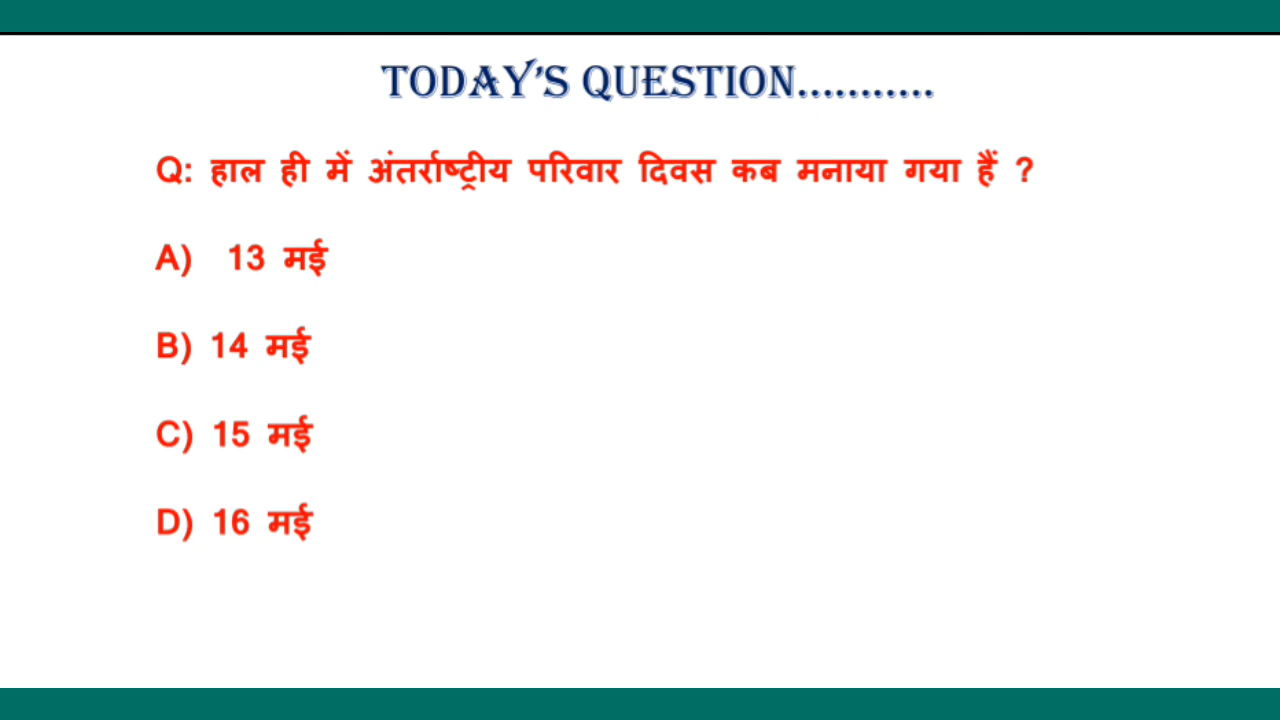 TODAY'S QUESTION...........
Q: हाल ही में अंतर्राष्ट्रीय परिवार दिवस कब मनाया गया हैं ?
A) 13 मई
B) 14 मई
C) 15 मई
D) 16 मई